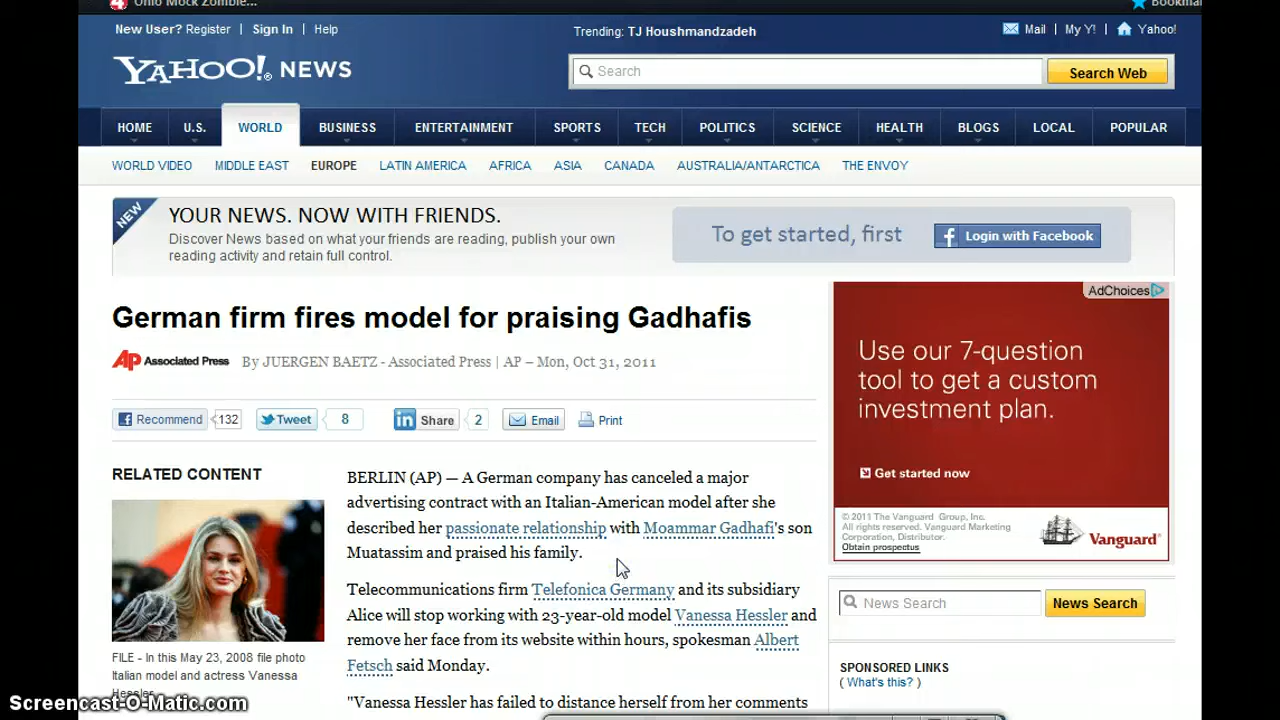 Ohio Mock Zombie...
Bookmar
New User? Register | Sign In | Help
Trending: TJ Houshmandzadeh
Mail | My Y! | Yahoo!
YAHOO! NEWS
Search
Search Web
HOME U.S. WORLD BUSINESS ENTERTAINMENT SPORTS TECH POLITICS SCIENCE HEALTH BLOGS LOCAL POPULAR
WORLD VIDEO MIDDLE EAST EUROPE LATIN AMERICA AFRICA ASIA CANADA AUSTRALIA/ANTARCTICA THE ENVOY
NEW
YOUR NEWS. NOW WITH FRIENDS.
Discover News based on what your friends are reading, publish your own
reading activity and retain full control.
To get started, first
Login with Facebook
German firm fires model for praising Gadhafis
AP Associated Press By JUERGEN BAETZ - Associated Press | AP – Mon, Oct 31, 2011
Recommend 132 Tweet 8 Share 2 Email Print
RELATED CONTENT
FILE - In this May 23, 2008 file photo
Italian model and actress Vanessa
Hessler
BERLIN (AP) — A German company has canceled a major
advertising contract with an Italian-American model after she
described her passionate relationship with Moammar Gadhafi's son
Muatassim and praised his family.
Telecommunications firm Telefonica Germany and its subsidiary
Alice will stop working with 23-year-old model Vanessa Hessler and
remove her face from its website within hours, spokesman Albert
Fetsch said Monday.
"Vanessa Hessler has failed to distance herself from her comments
AdChoices
Use our 7-question
tool to get a custom
investment plan.
Get started now
© 2011 The Vanguard Group, Inc.
All rights reserved. Vanguard Marketing
Corporation, Distributor.
Obtain prospectus
Vanguard
News Search
News Search
SPONSORED LINKS
( What's this? )
Screencast-O-Matic.com